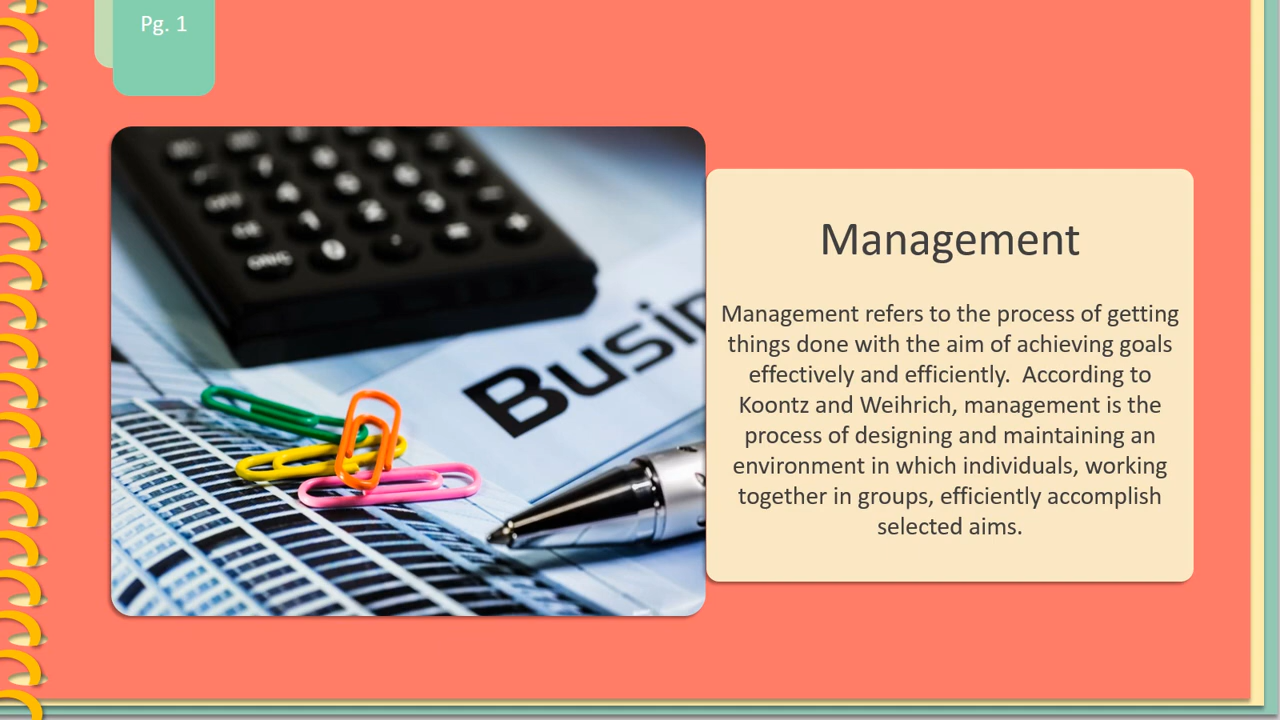 Pg. 1
Busin
Management
Management refers to the process of getting
things done with the aim of achieving goals
effectively and efficiently.  According to
Koontz and Weihrich, management is the
process of designing and maintaining an
environment in which individuals, working
together in groups, efficiently accomplish
selected aims.